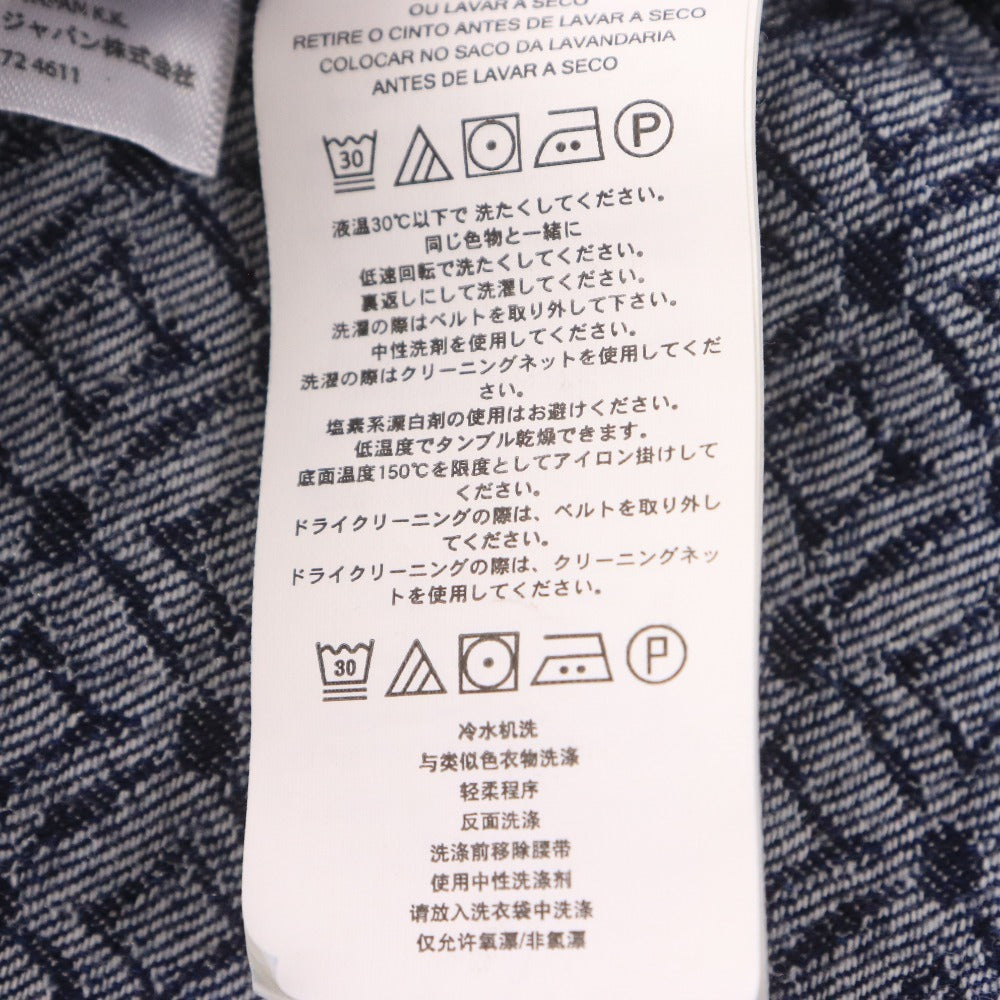 JAPAN K.K.
ジャパン株式会社
72 4611
OU LAVAR A SECO
RETIRE O CINTO ANTES DE LAVAR A SECO
COLOCAR NO SACO DA LAVANDARIA
ANTES DE LAVAR A SECO
30 P
液温30℃以下で 洗たくしてください。
同じ色物と一緒に
低速回転で洗たくしてください。
裏返しにして洗濯してください。
洗濯の際はベルトを取り外して下さい。
中性洗剤を使用してください。
洗濯の際はクリーニングネットを使用してくだ
さい。
塩素系漂白剤の使用はお避けください。
低温度でタンブル乾燥できます。
底面温度150℃を限度としてアイロン掛けして
ください。
ドライクリーニングの際は、ベルトを取り外し
てください。
ドライクリーニングの際は、クリーニングネッ
トを使用してください。
30 P
冷水机洗
与类似色衣物洗涤
轻柔程序
反面洗涤
洗涤前移除腰带
使用中性洗涤剂
请放入洗衣袋中洗涤
仅允许氧漂/非氯漂